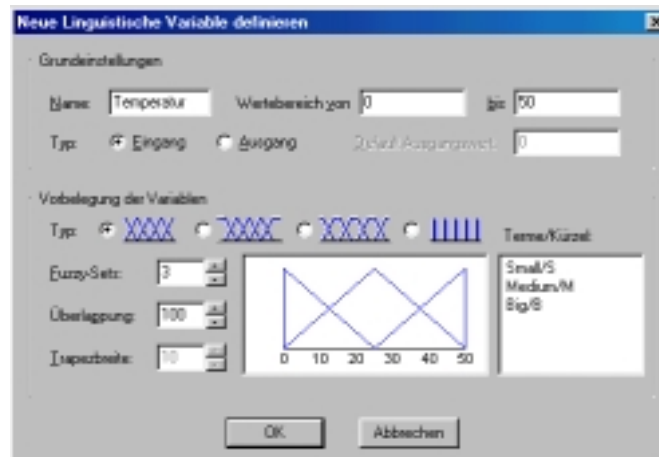 Neue Linguistische Variable definieren
Grundeinstellungen
Name: Temperatur Wertebereich von 0 bis 50
Typ: Eingang Ausgang Default Ausgangswert: 0
Vorbelegung der Variablen
Typ:
Terme/Kürzel:
Fuzzy-Sets: 3
Small/S
Medium/M
Big/B
Überlappung: 100
Trapezbreite: 10
0 10 20 30 40 50
OK Abbrechen